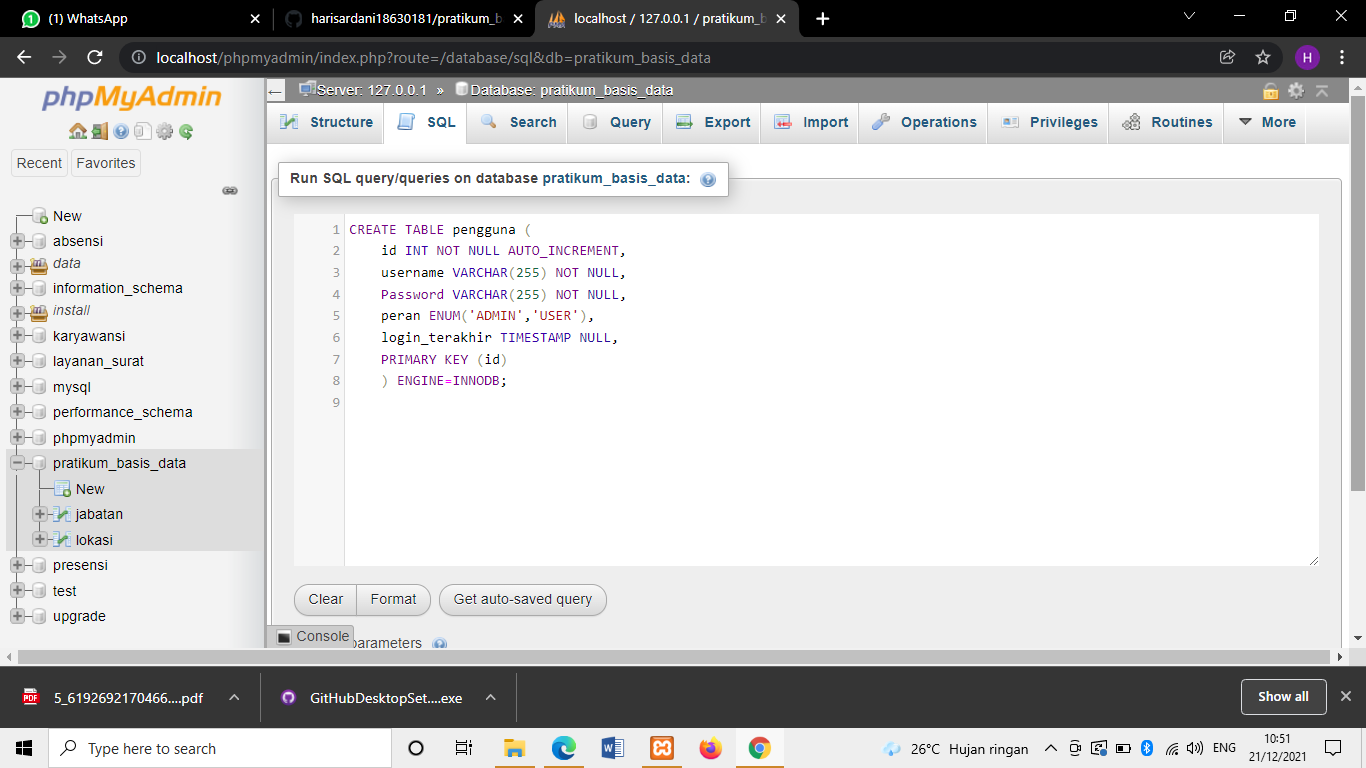 (1) WhatsApp
harisardani18630181/pratikum_b
localhost / 127.0.0.1 / pratikum_b
localhost/phpmyadmin/index.php?route=/database/sql&db=pratikum_basis_data
H
phpMyAdmin
Recent
Favorites
New
absensi
data
information_schema
install
karyawansi
layanan_surat
mysql
performance_schema
phpmyadmin
pratikum_basis_data
New
jabatan
lokasi
presensi
test
upgrade
Server: 127.0.0.1 » Database: pratikum_basis_data
Structure SQL Search Query Export Import Operations Privileges Routines More
Run SQL query/queries on database pratikum_basis_data:
1 CREATE TABLE pengguna (
2 id INT NOT NULL AUTO_INCREMENT,
3 username VARCHAR(255) NOT NULL,
4 Password VARCHAR(255) NOT NULL,
5 peran ENUM('ADMIN','USER'),
6 login_terakhir TIMESTAMP NULL,
7 PRIMARY KEY (id)
8 ) ENGINE=INNODB;
9
Clear Format Get auto-saved query
Console
parameters
PDF
5_6192692170466....pdf
GitHubDesktopSet....exe
Show all
Type here to search
26°C Hujan ringan
ENG
10:51
21/12/2021